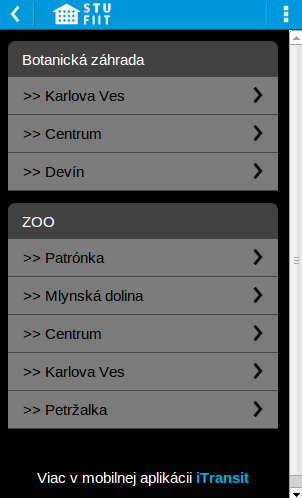 STU
FIIT
Botanická záhrada
>> Karlova Ves
>> Centrum
>> Devín
ZOO
>> Patrónka
>> Mlynská dolina
>> Centrum
>> Karlova Ves
>> Petržalka
Viac v mobilnej aplikácii iTransit